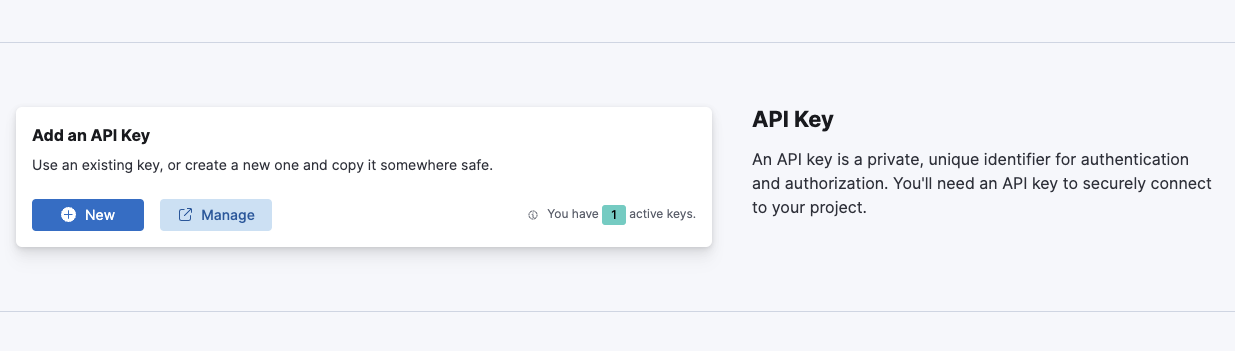 Add an API Key
Use an existing key, or create a new one and copy it somewhere safe.
New
Manage
You have 1 active keys.
API Key
An API key is a private, unique identifier for authentication
and authorization. You'll need an API key to securely connect
to your project.